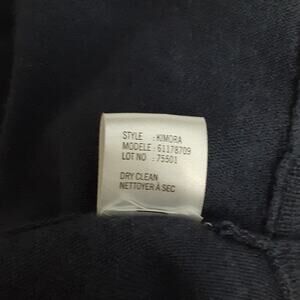 STYLE : KIMORA
MODELE : 61178709
LOT NO : 75501
DRY CLEAN
NETTOYER À SEC